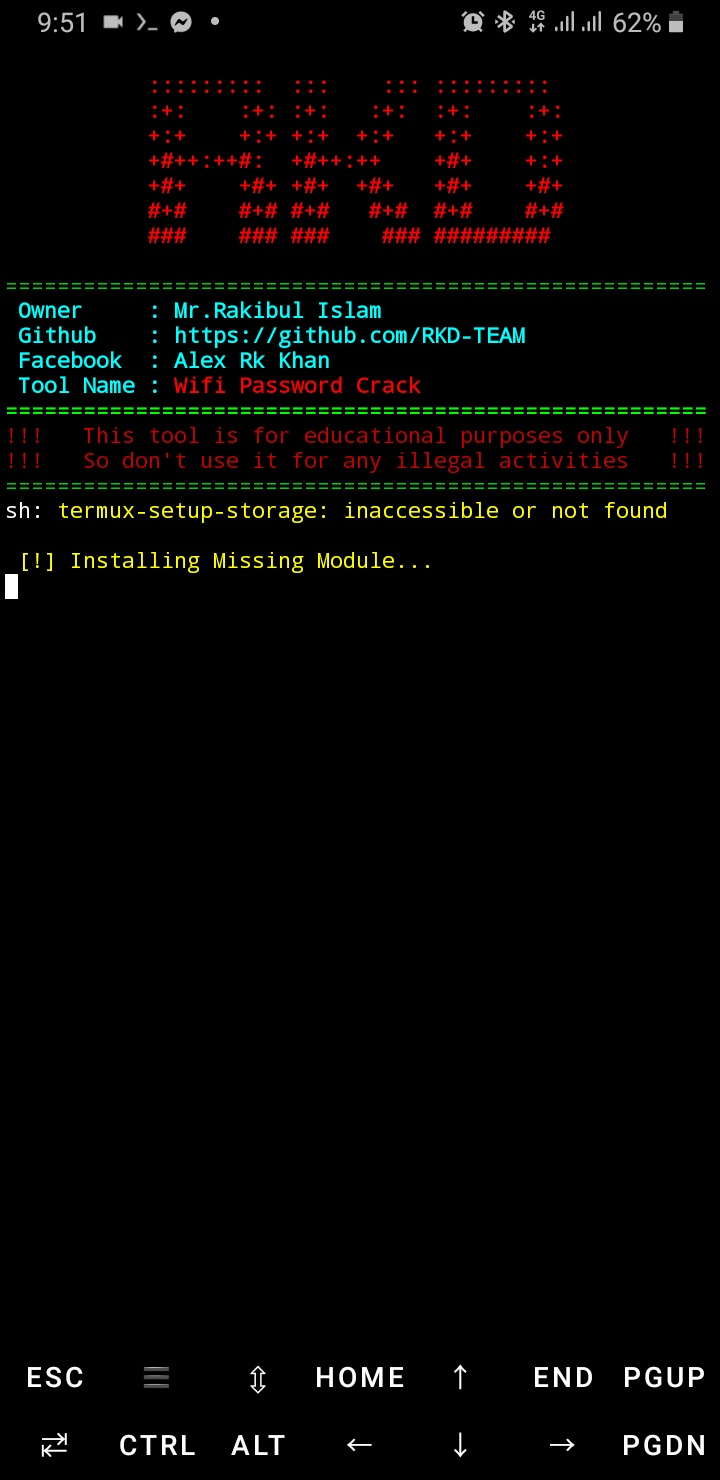 9:51 4G 62%
::::::::: ::: ::: :::::::::
:+: :+: :+: :+: :+: :+:
+:+ +:+ +:+ +:+ +:+ +:+
+#++:++#: +#++:++ +#+ +:+
+#+ +#+ +#+ +#+ +#+ +#+
#+# #+# #+# #+# #+# #+#
### ### ### ### #########
======================================================
Owner : Mr.Rakibul Islam
Github : https://github.com/RKD-TEAM
Facebook : Alex Rk Khan
Tool Name : Wifi Password Crack
======================================================
!!! This tool is for educational purposes only !!!
!!! So don't use it for any illegal activities !!!
======================================================
sh: termux-setup-storage: inaccessible or not found
[!] Installing Missing Module...
ESC ☰ ⇳ HOME ↑ END PGUP
⇄ CTRL ALT ← ↓ → PGDN